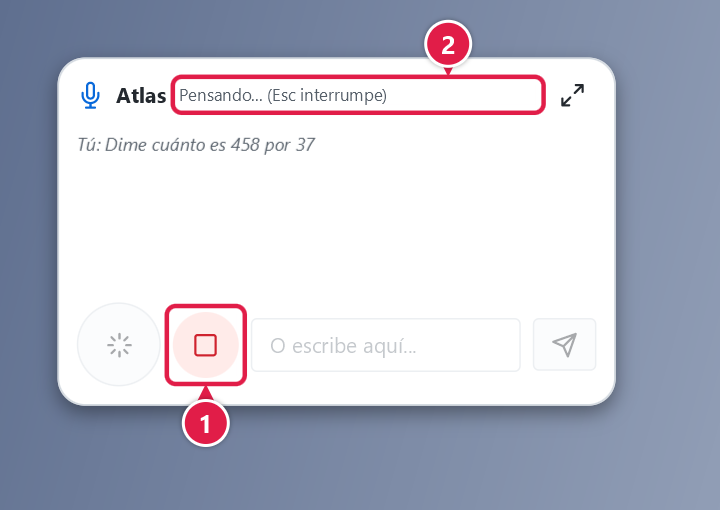 2
Atlas Pensando... (Esc interrumpe)
Tú: Dime cuánto es 458 por 37
O escribe aquí...
1